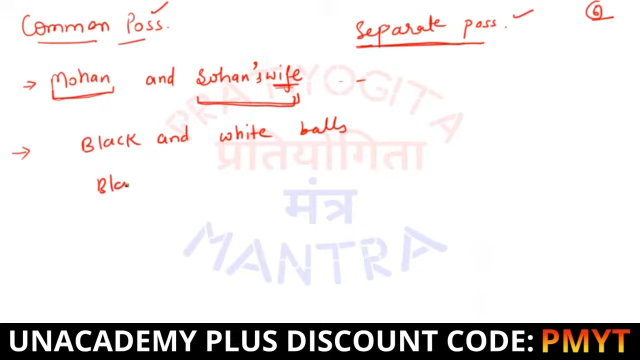 Common Poss.
Separate poss.
6
→ Mohan and Sohan's wife ---
→ Black and white balls
Bla
PRATIYOGITA
प्रतियोगिता
मंत्र
MANTRA
UNACADEMY PLUS DISCOUNT CODE: PMYT